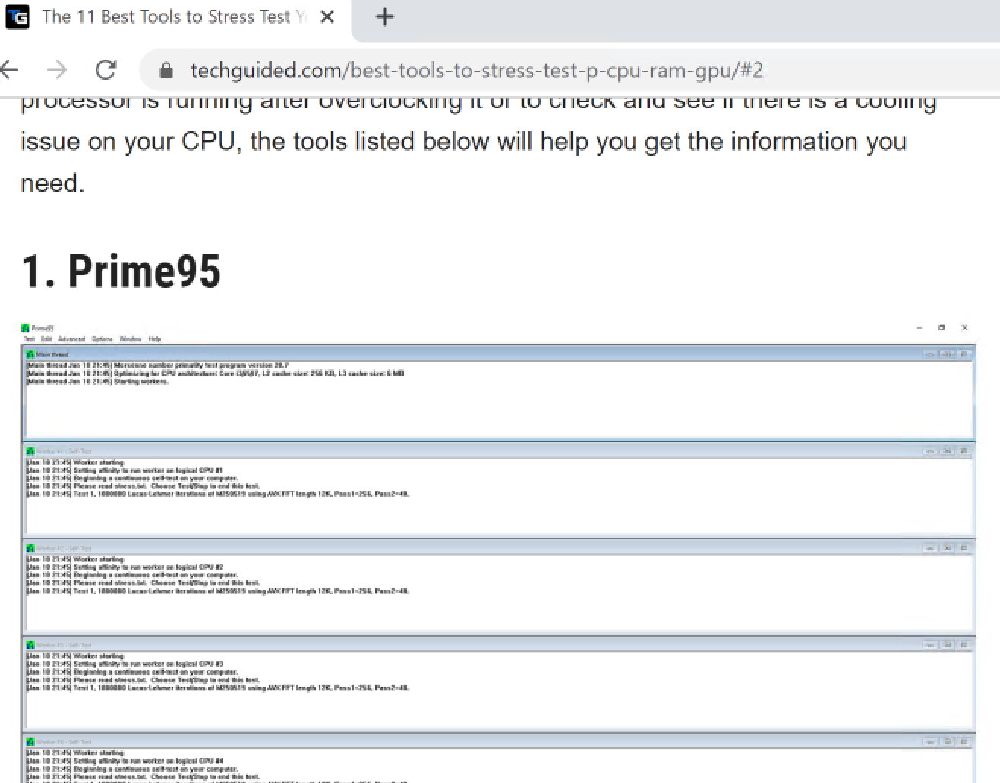 TG The 11 Best Tools to Stress Test Y
techguided.com/best-tools-to-stress-test-p-cpu-ram-gpu/#2
processor is running after overclocking it or to check and see if there is a cooling
issue on your CPU, the tools listed below will help you get the information you
need.
1. Prime95
Prime95
Test Edit Advanced Options Window Help
Main thread
[Main thread Jan 18 21:45] Mersenne number primality test program version 28.7
[Main thread Jan 18 21:45] Optimizing for CPU architecture: Core i3/i5/i7, L2 cache size: 256 KB, L3 cache size: 6 MB
[Main thread Jan 18 21:45] Starting workers.
Worker #1 - Self-Test
[Jan 18 21:45] Worker starting
[Jan 18 21:45] Setting affinity to run worker on logical CPU #1
[Jan 18 21:45] Beginning a continuous self-test on your computer.
[Jan 18 21:45] Please read stress.txt. Choose Test/Stop to end this test.
[Jan 18 21:45] Test 1, 1000000 Lucas-Lehmer iterations of M250519 using AVX FFT length 12K, Pass1=256, Pass2=48.
Worker #2 - Self-Test
[Jan 18 21:45] Worker starting
[Jan 18 21:45] Setting affinity to run worker on logical CPU #2
[Jan 18 21:45] Beginning a continuous self-test on your computer.
[Jan 18 21:45] Please read stress.txt. Choose Test/Stop to end this test.
[Jan 18 21:45] Test 1, 1000000 Lucas-Lehmer iterations of M250519 using AVX FFT length 12K, Pass1=256, Pass2=48.
Worker #3 - Self-Test
[Jan 18 21:45] Worker starting
[Jan 18 21:45] Setting affinity to run worker on logical CPU #3
[Jan 18 21:45] Beginning a continuous self-test on your computer.
[Jan 18 21:45] Please read stress.txt. Choose Test/Stop to end this test.
[Jan 18 21:45] Test 1, 1000000 Lucas-Lehmer iterations of M250519 using AVX FFT length 12K, Pass1=256, Pass2=48.
Worker #4 - Self-Test
[Jan 18 21:45] Worker starting
[Jan 18 21:45] Setting affinity to run worker on logical CPU #4
[Jan 18 21:45] Beginning a continuous self-test on your computer.
[Jan 18 21:45] Please read stress.txt. Choose Test/Stop to end this test.